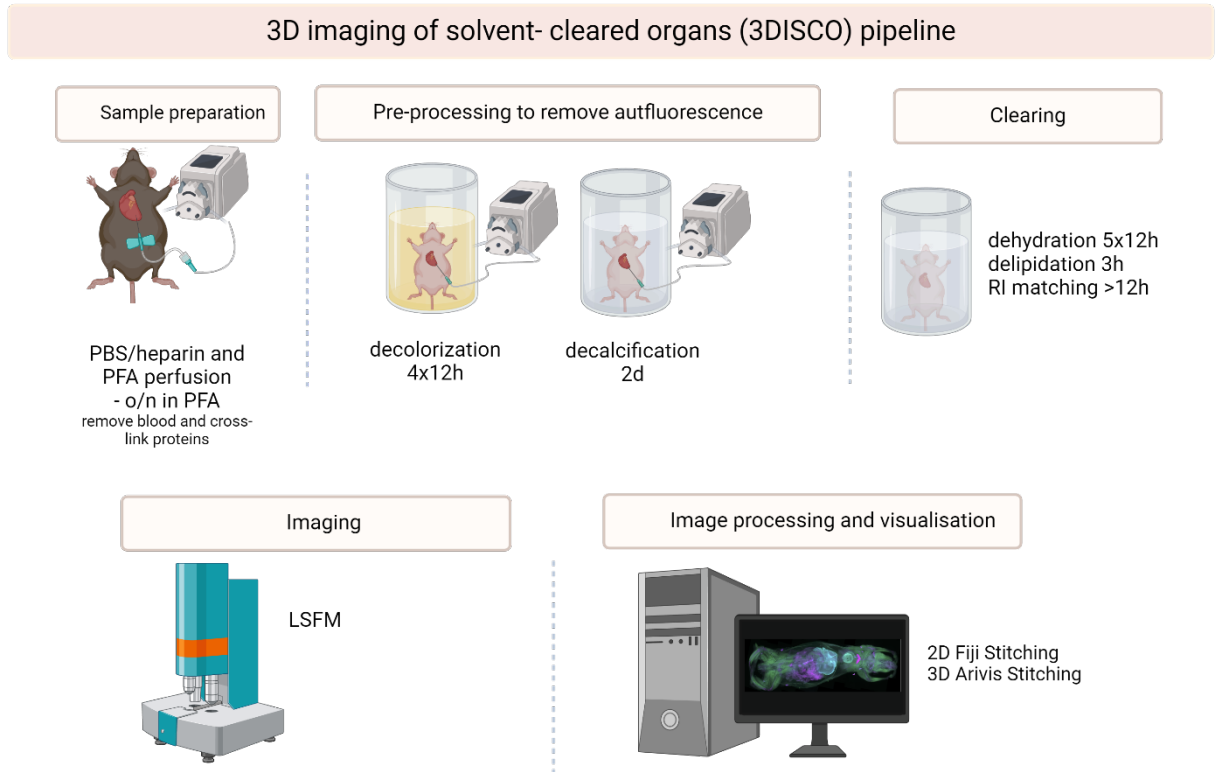 3D imaging of solvent- cleared organs (3DISCO) pipeline
Sample preparation
PBS/heparin and
PFA perfusion
- o/n in PFA
remove blood and cross-
link proteins
Pre-processing to remove autfluorescence
decolorization
4x12h
decalcification
2d
Clearing
dehydration 5x12h
delipidation 3h
RI matching >12h
Imaging
LSFM
Image processing and visualisation
2D Fiji Stitching
3D Arivis Stitching